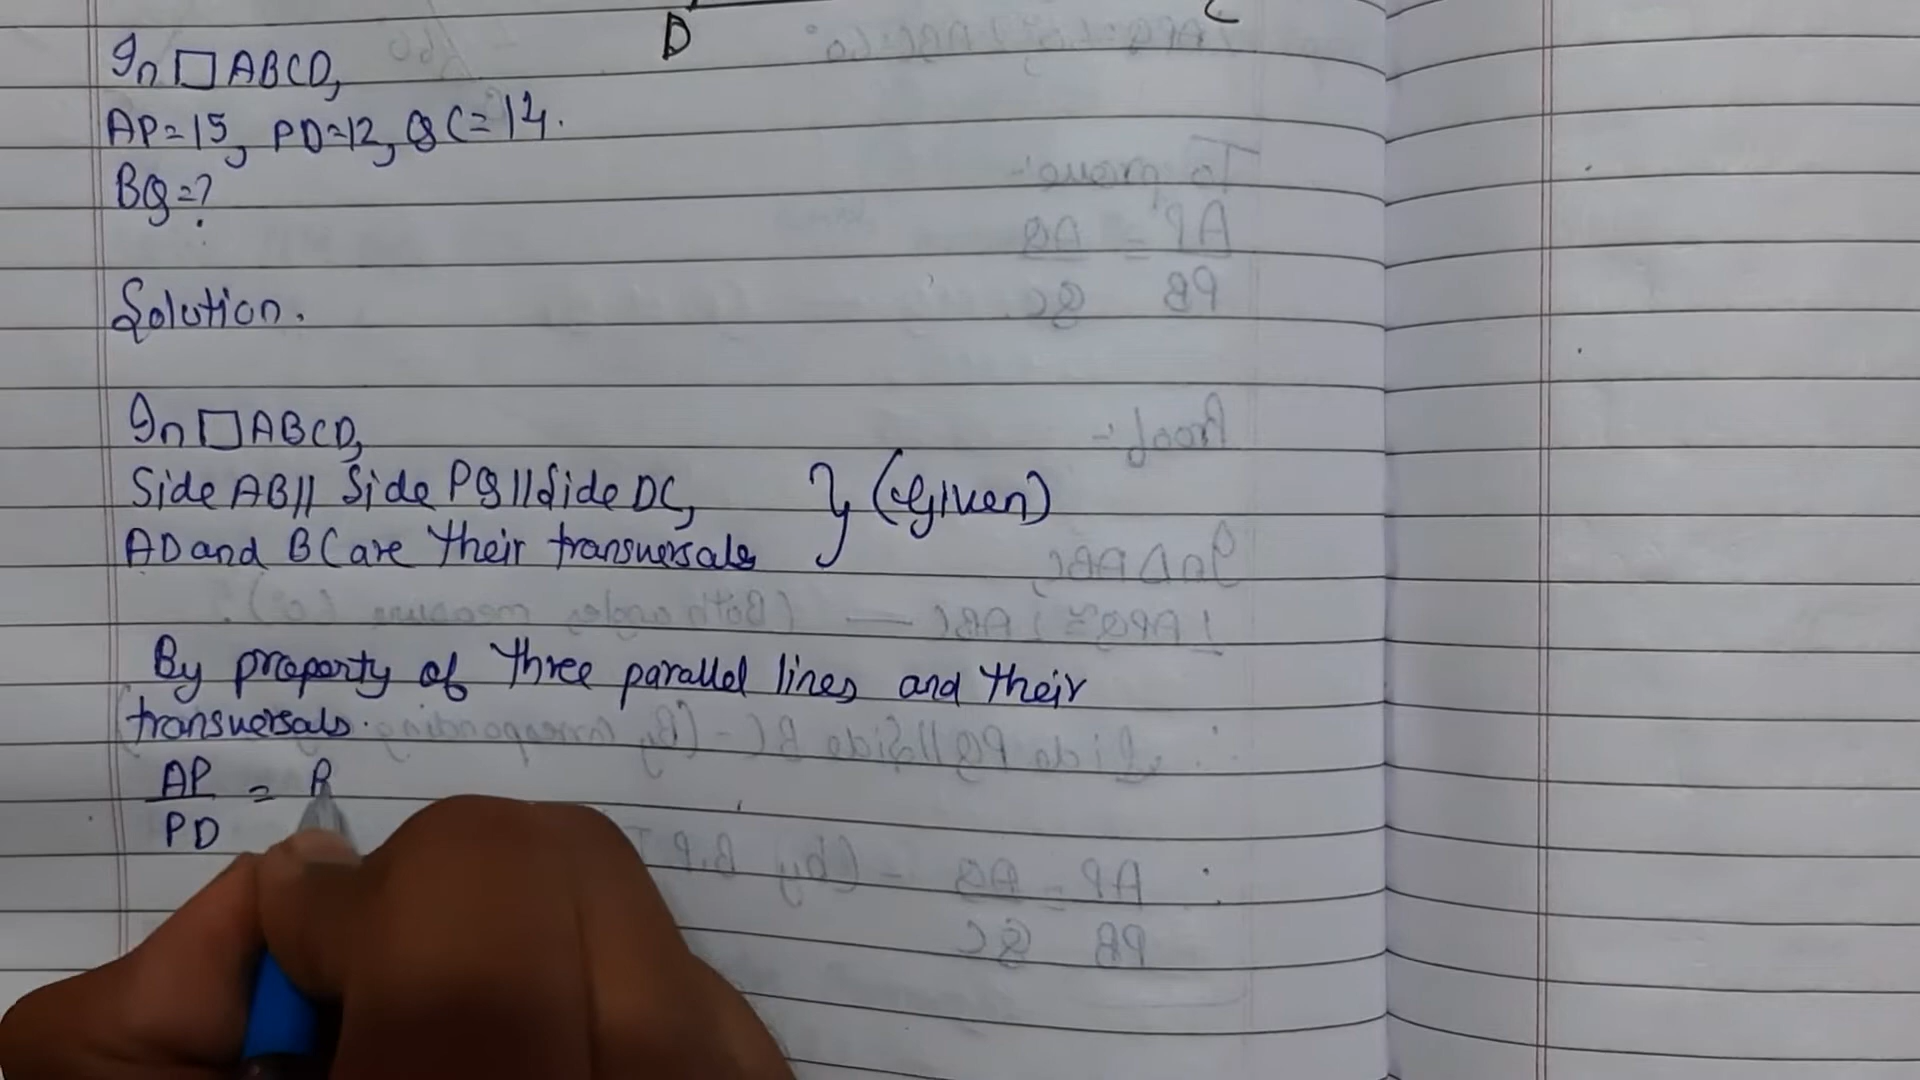 D C
In □ABCD,
AP=15, PD=12, QC=14.
BQ=?
Solution.
In □ABCD,
Side AB || Side PQ || Side DC, } (Given)
AD and BC are their transversals
By property of three parallel lines and their
transversals.
AP = B
PD